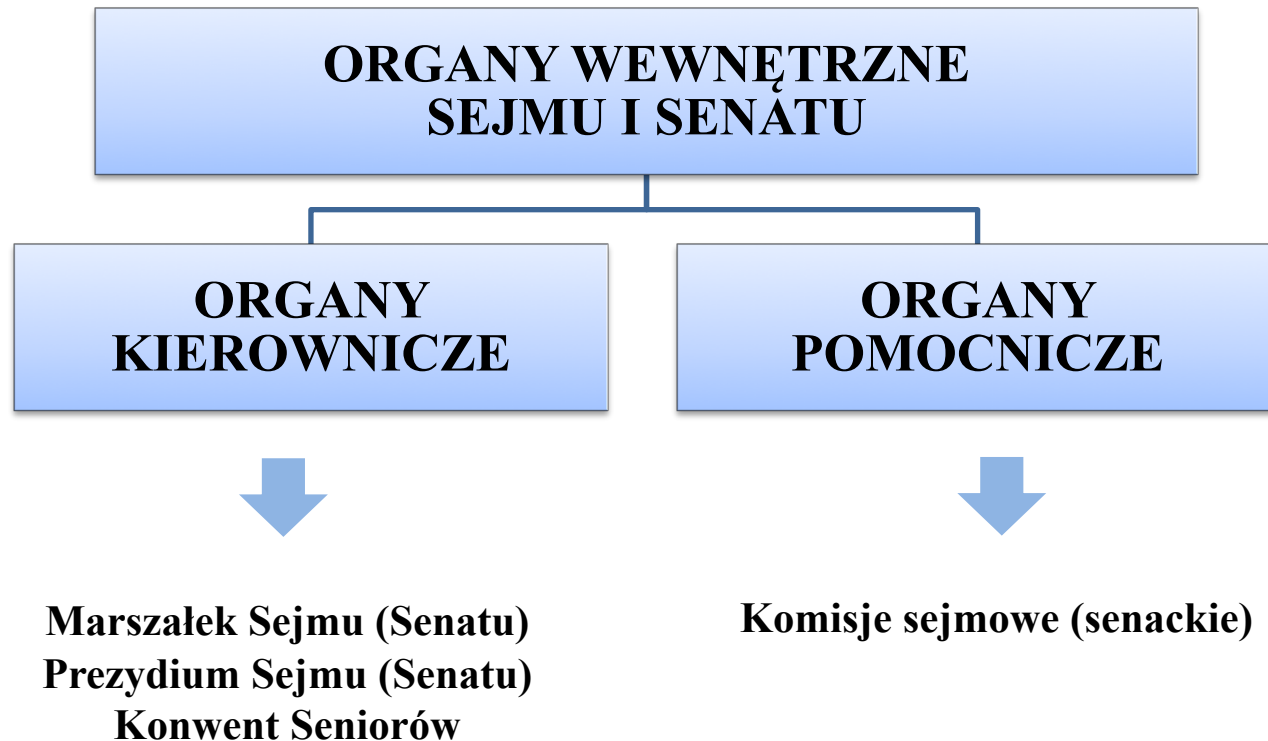 ORGANY WEWNĘTRZNE
SEJMU I SENATU
ORGANY
KIEROWNICZE
ORGANY
POMOCNICZE
Marszałek Sejmu (Senatu)
Prezydium Sejmu (Senatu)
Konwent Seniorów
Komisje sejmowe (senackie)